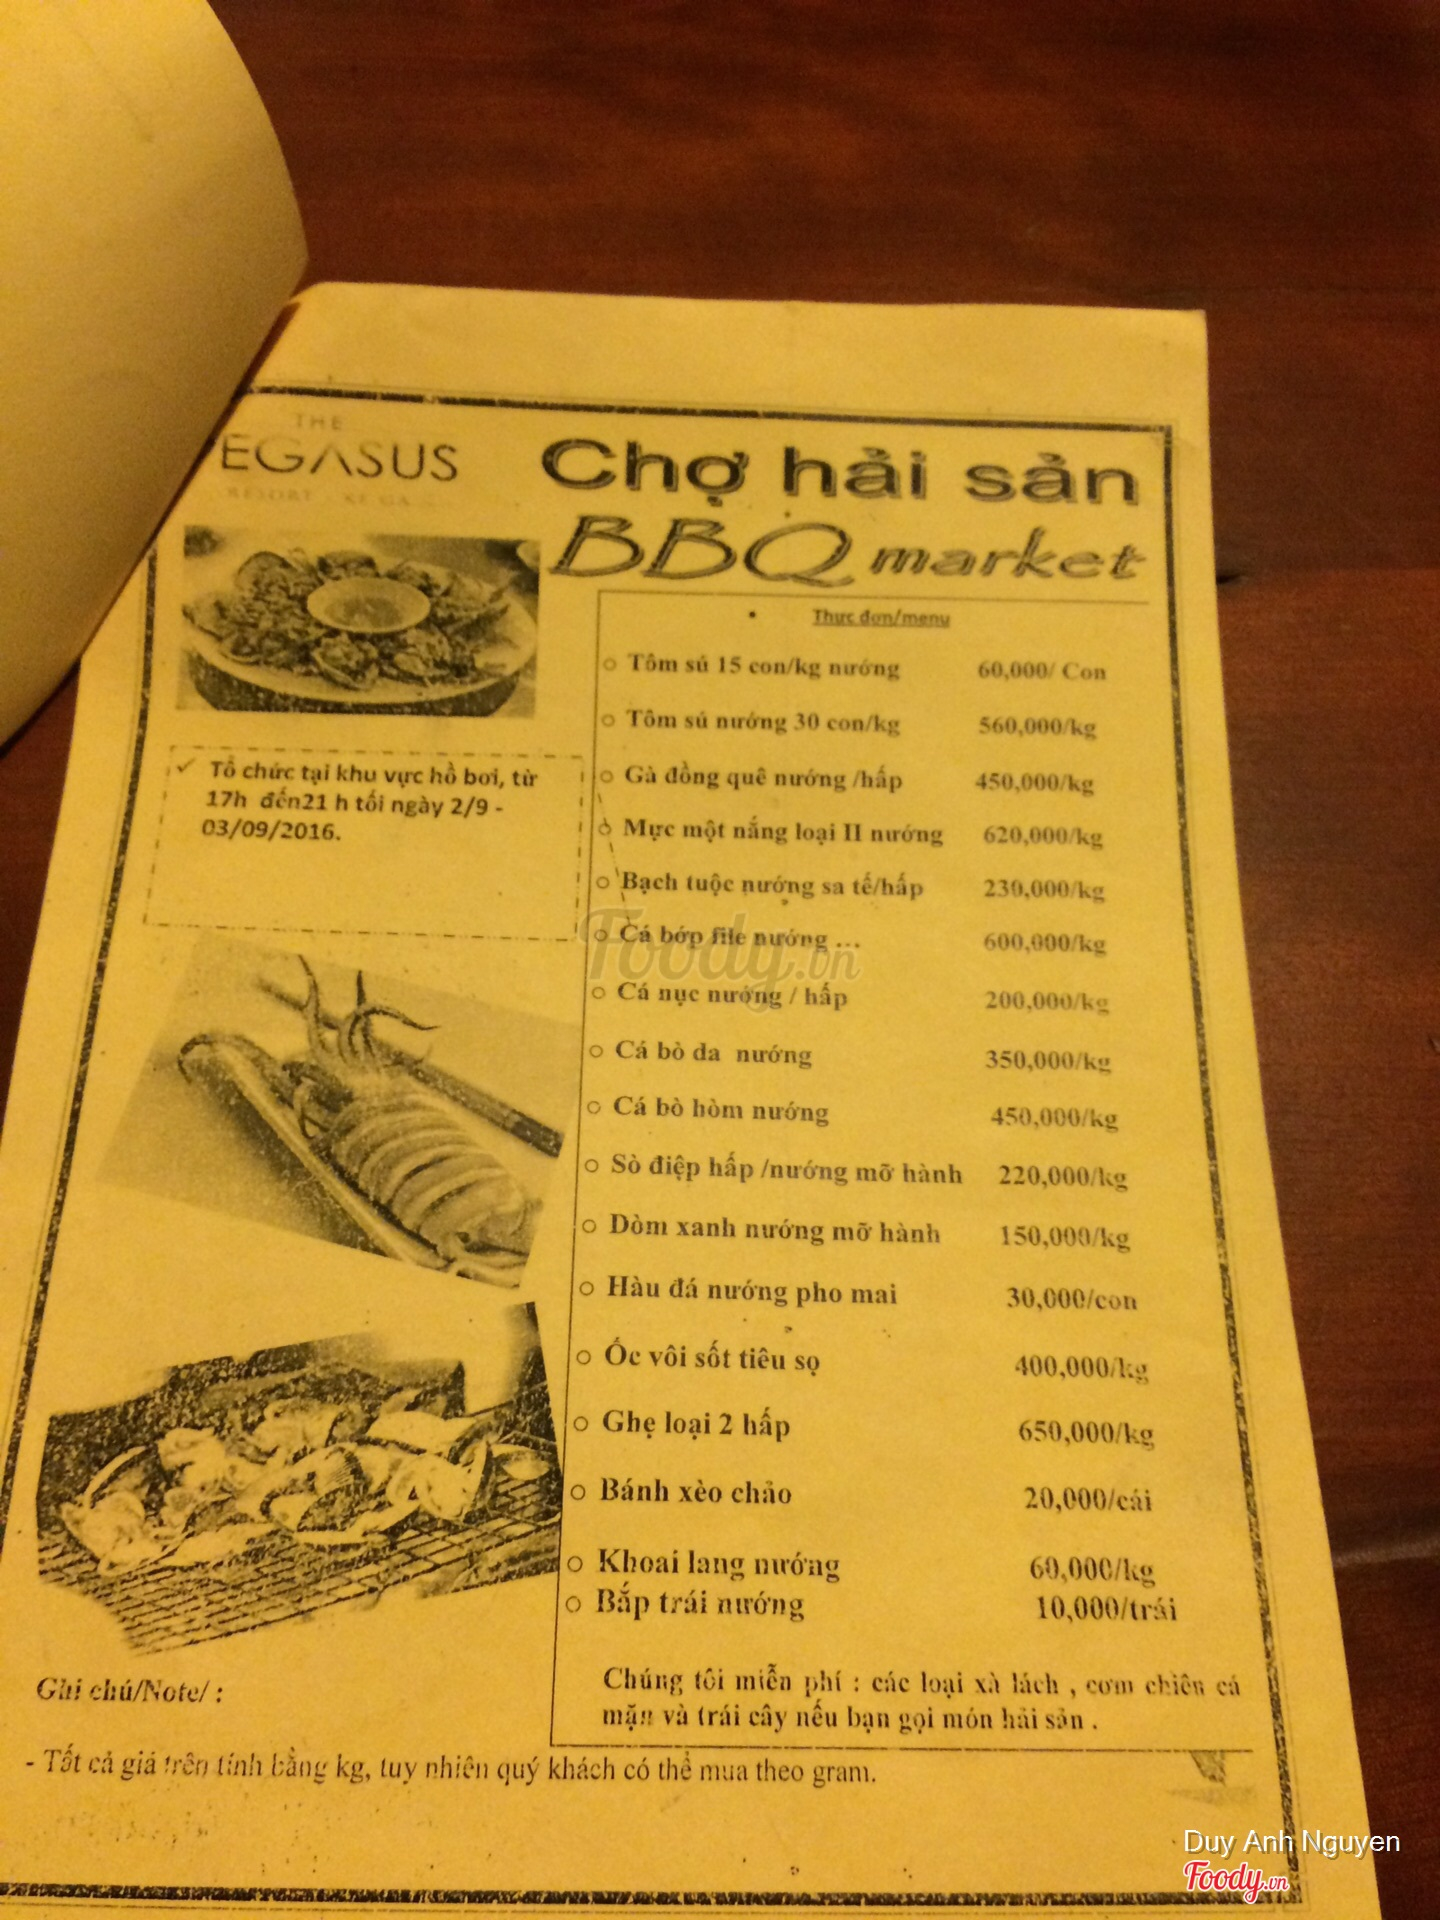 THE
EGASUS
RESORT
Chợ hải sản
BBQ market
Thực đơn/menu
Tôm sú 15 con/kg nướng 60,000/ Con
Tôm sú nướng 30 con/kg 560,000/kg
Gà đồng quê nướng /hấp 450,000/kg
Mực một nắng loại II nướng 620,000/kg
Bạch tuộc nướng sa tế/hấp 230,000/kg
Cá bớp file nướng ... 600,000/kg
Cá nục nướng / hấp 200,000/kg
Cá bò da nướng 350,000/kg
Cá bò hòm nướng 450,000/kg
Sò điệp hấp /nướng mỡ hành 220,000/kg
Dòm xanh nướng mỡ hành 150,000/kg
Hàu đá nướng pho mai 30,000/con
Ốc vôi sốt tiêu sọ 400,000/kg
Ghẹ loại 2 hấp 650,000/kg
Bánh xèo chảo 20,000/cái
Khoai lang nướng 60,000/kg
Bắp trái nướng 10,000/trái
Chúng tôi miễn phí : các loại xà lách , cơm chiên cá
mặn và trái cây nếu bạn gọi món hải sản .
✓ Tổ chức tại khu vực hồ bơi, từ
17h đến21 h tối ngày 2/9 -
03/09/2016.
Ghi chú/Note/ :
- Tất cả giá trên tính bằng kg, tuy nhiên quý khách có thể mua theo gram.
Foody.vn
Duy Anh Nguyen
Foody.vn